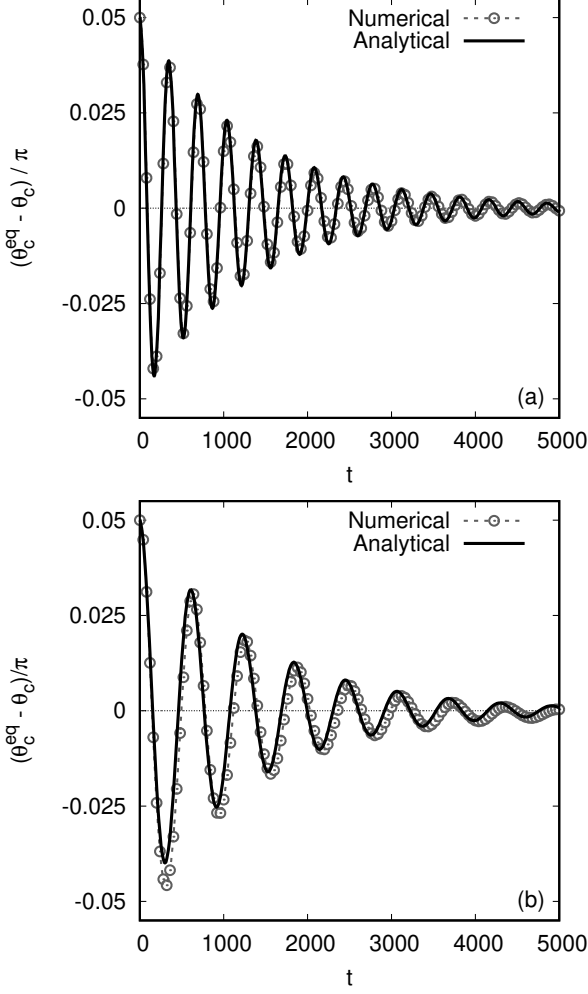 0.05
0.025
0
-0.025
-0.05
(θ_c^eq - θ_c) / π
Numerical
Analytical
(a)
0 1000 2000 3000 4000 5000
t
0.05
0.025
0
-0.025
-0.05
(θ_c^eq - θ_c)/π
Numerical
Analytical
(b)
0 1000 2000 3000 4000 5000
t